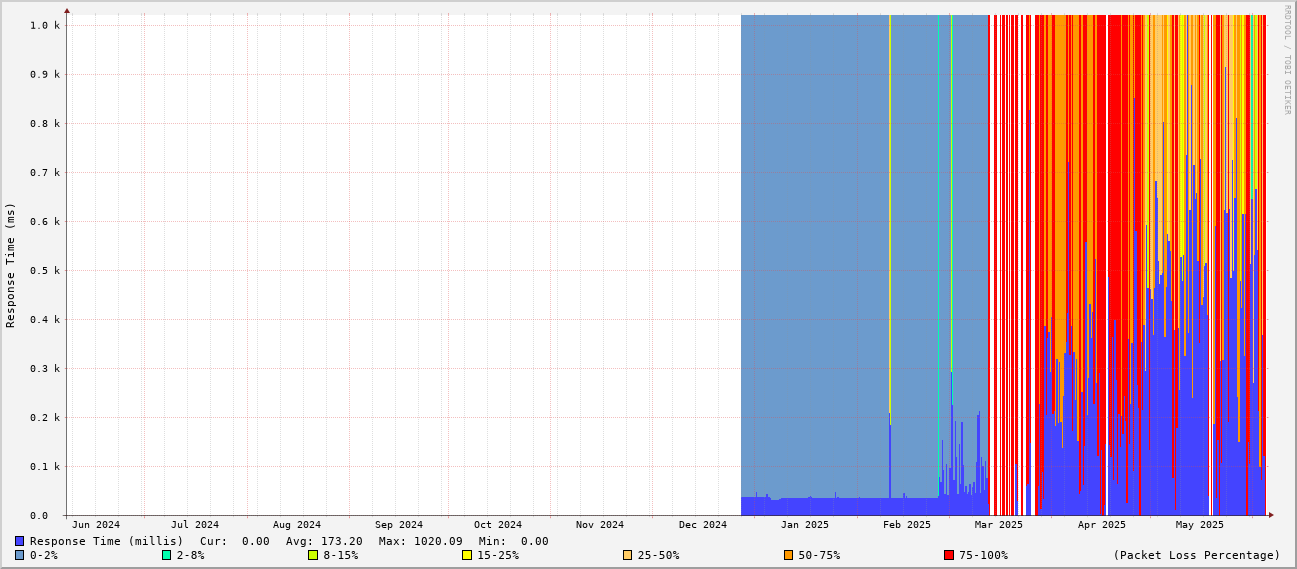 1.0 k
0.9 k
0.8 k
0.7 k
0.6 k
0.5 k
0.4 k
0.3 k
0.2 k
0.1 k
0.0
Response Time (ms)
RRDTOOL / TOBI OETIKER
Jun 2024 Jul 2024 Aug 2024 Sep 2024 Oct 2024 Nov 2024 Dec 2024 Jan 2025 Feb 2025 Mar 2025 Apr 2025 May 2025
Response Time (millis) Cur: 0.00 Avg: 173.20 Max: 1020.09 Min: 0.00
0-2% 2-8% 8-15% 15-25% 25-50% 50-75% 75-100% (Packet Loss Percentage)